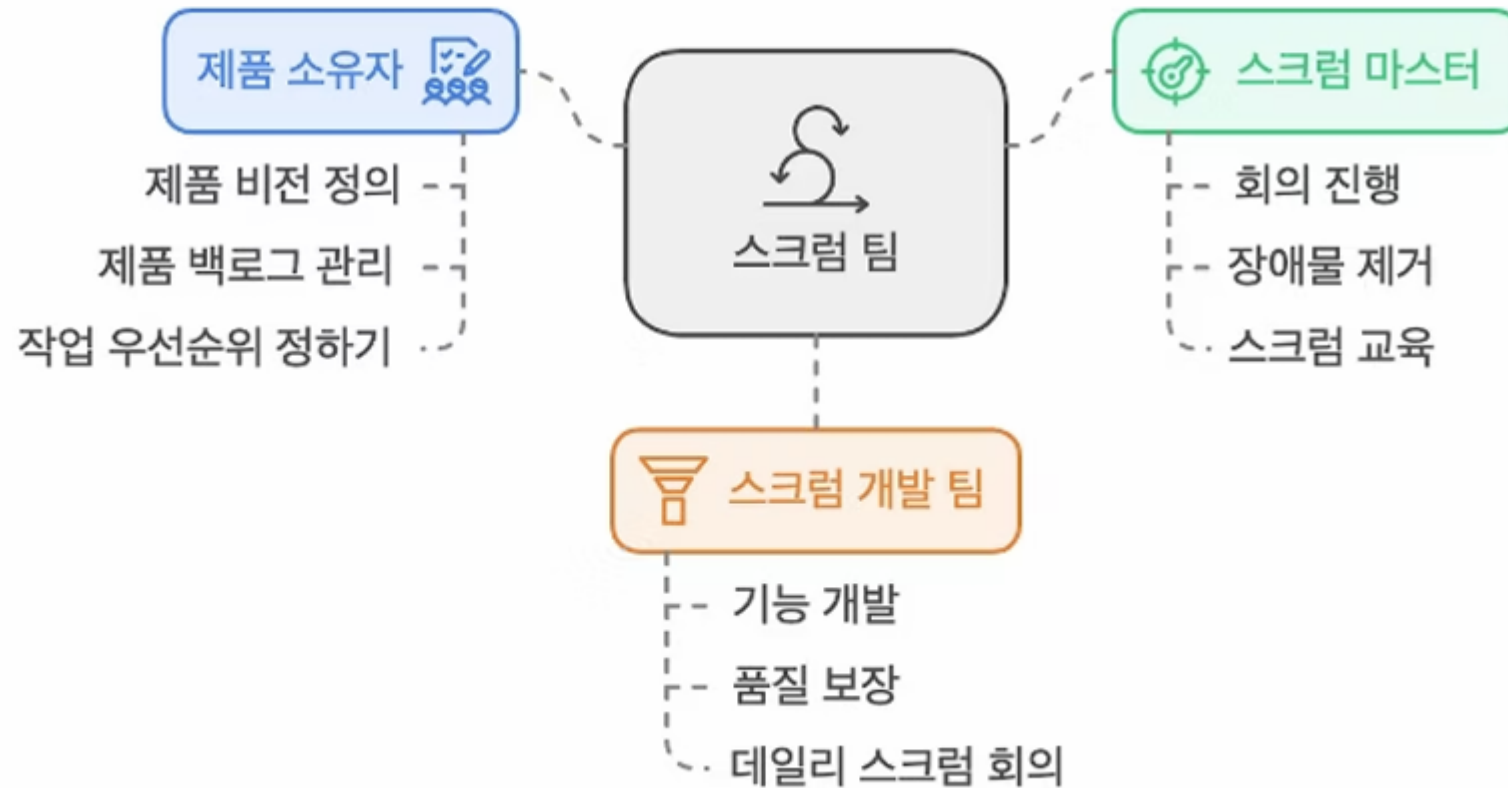 제품 소유자
제품 비전 정의
제품 백로그 관리
작업 우선순위 정하기
스크럼 팀
스크럼 마스터
회의 진행
장애물 제거
스크럼 교육
스크럼 개발 팀
기능 개발
품질 보장
데일리 스크럼 회의